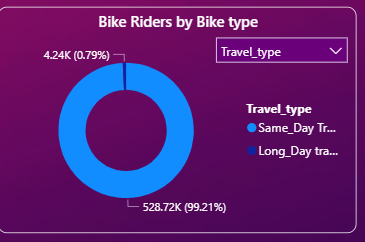 Bike Riders by Bike type
4.24K (0.79%)
Travel_type
Travel_type
Same_Day Tr...
Long_Day tra...
528.72K (99.21%)